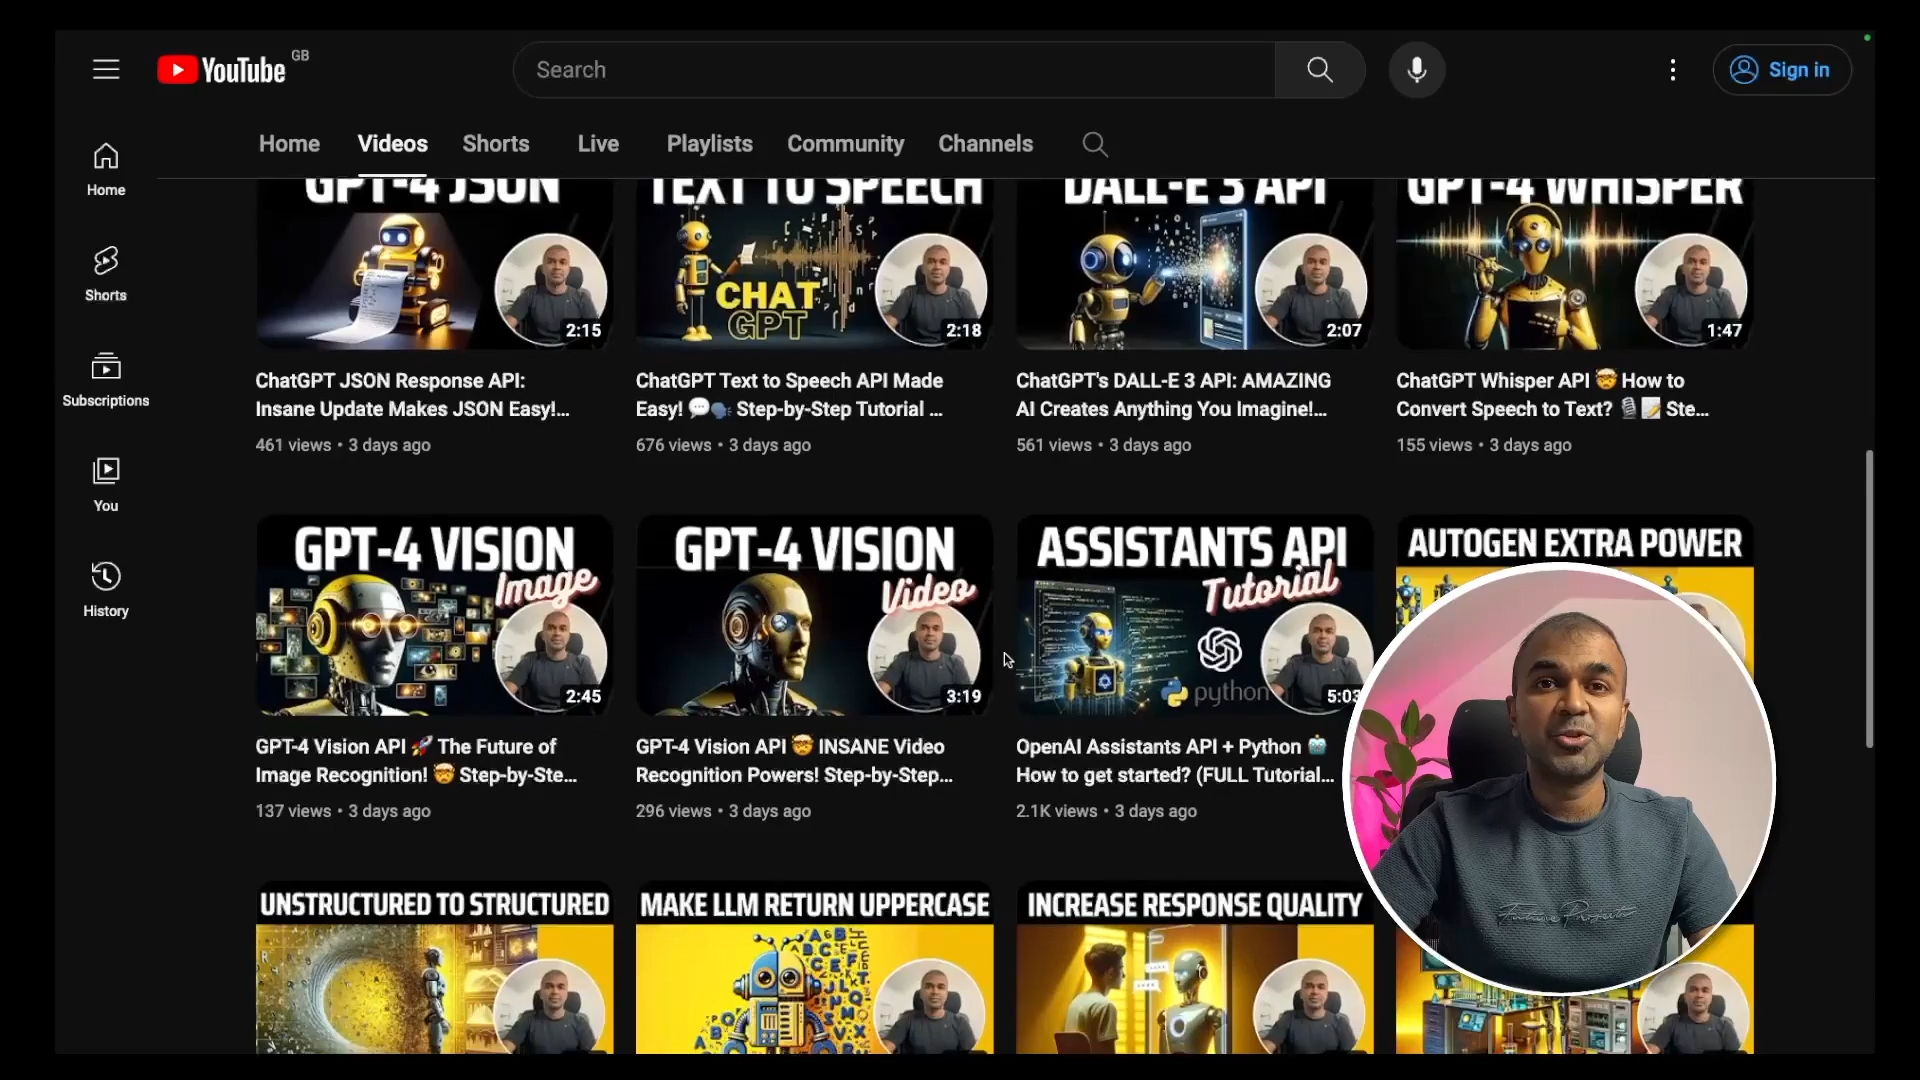 YouTube GB
Search
Sign in
Home Videos Shorts Live Playlists Community Channels
Home
Shorts
Subscriptions
You
History
GPT-4 JSON
2:15
ChatGPT JSON Response API:
Insane Update Makes JSON Easy!...
461 views • 3 days ago
TEXT TO SPEECH
CHAT
GPT
2:18
ChatGPT Text to Speech API Made
Easy! 💬🗣️ Step-by-Step Tutorial ...
676 views • 3 days ago
DALL-E 3 API
2:07
ChatGPT's DALL-E 3 API: AMAZING
AI Creates Anything You Imagine!...
561 views • 3 days ago
GPT-4 WHISPER
1:47
ChatGPT Whisper API 🤯 How to
Convert Speech to Text? 🎙️📝 Ste...
155 views • 3 days ago
GPT-4 VISION
Image
2:45
GPT-4 Vision API 🚀 The Future of
Image Recognition! 🤯 Step-by-Ste...
137 views • 3 days ago
GPT-4 VISION
Video
3:19
GPT-4 Vision API 🤯 INSANE Video
Recognition Powers! Step-by-Step...
296 views • 3 days ago
ASSISTANTS API
Tutorial
python
5:03
OpenAI Assistants API + Python 🤖
How to get started? (FULL Tutorial...
2.1K views • 3 days ago
AUTOGEN EXTRA POWER
UNSTRUCTURED TO STRUCTURED
MAKE LLM RETURN UPPERCASE
INCREASE RESPONSE QUALITY